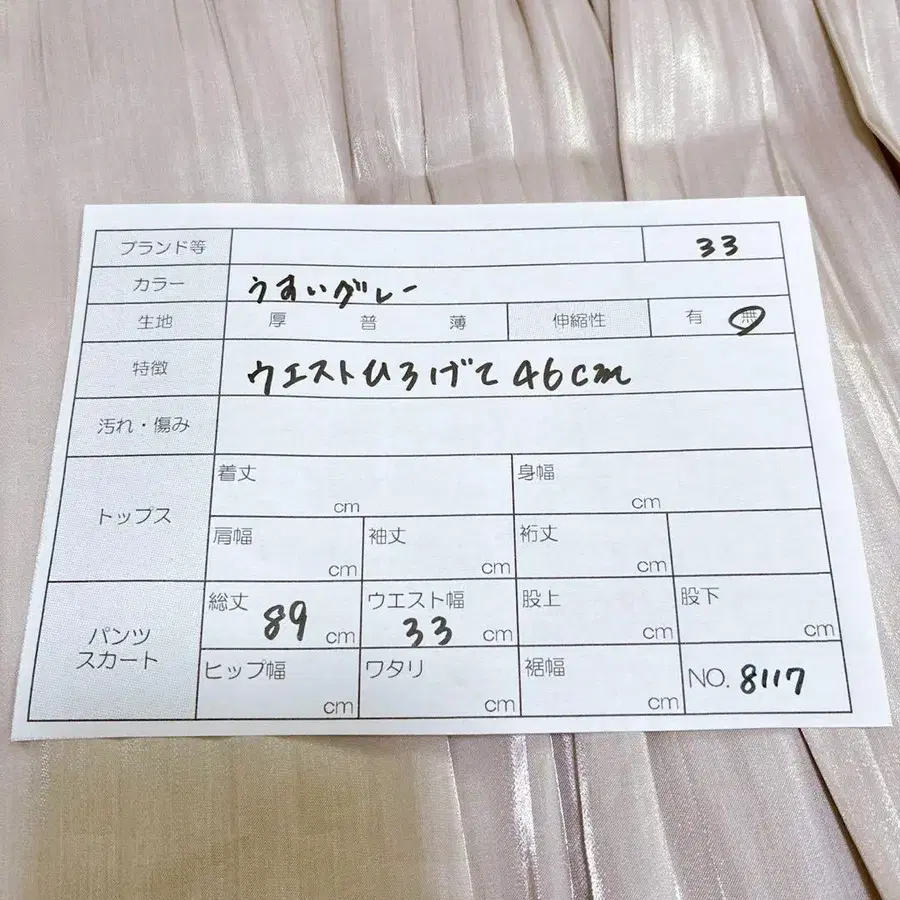 ブランド等 33
カラー うすいグレー
生地 厚 普 薄 伸縮性 有 無
特徴 ウエストひろげて46cm
汚れ・傷み
トップス
着丈 cm 身幅 cm
肩幅 cm 袖丈 cm 裄丈 cm
パンツ
スカート
総丈 89 cm ウエスト幅 33 cm 股上 cm 股下 cm
ヒップ幅 cm ワタリ cm 裾幅 cm NO. 8117